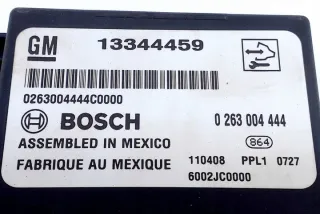 GM 13344459
0263004444C0000
BOSCH 0 263 004 444
ASSEMBLED IN MEXICO 864
FABRIQUE AU MEXIQUE 110408 PPL1 0727
6002JC0000